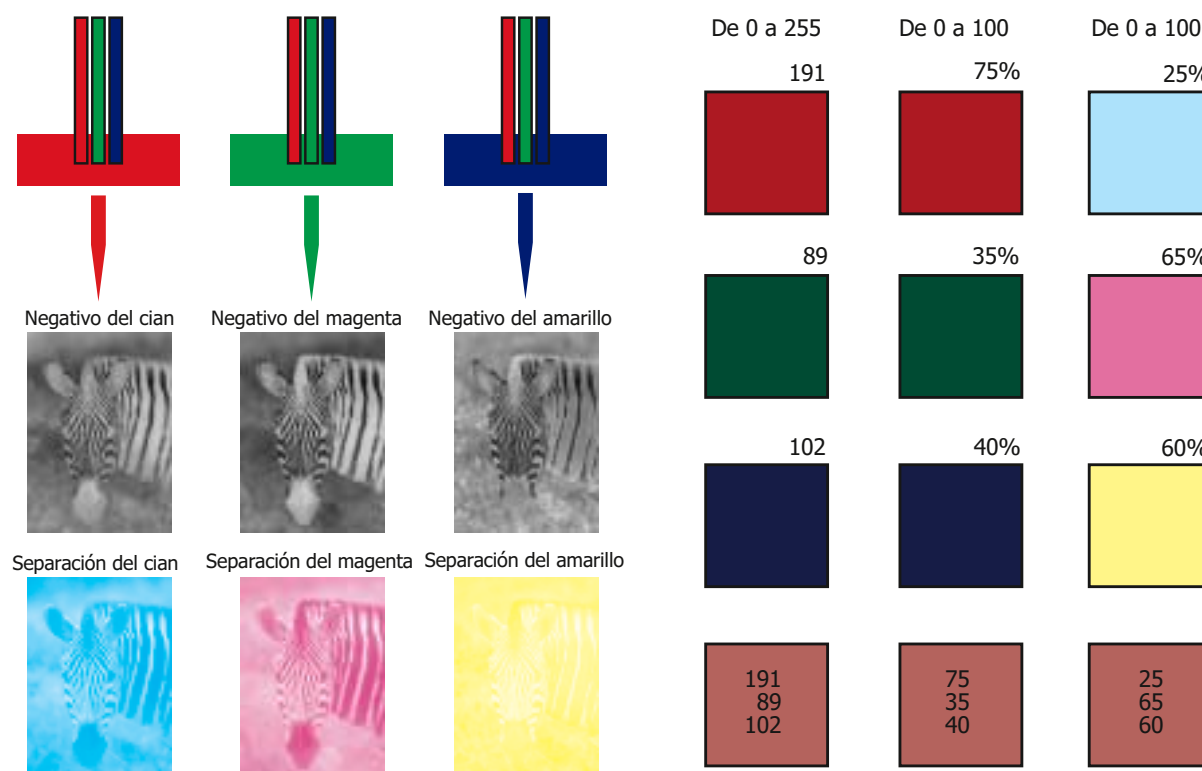 Negativo del cian
Negativo del magenta
Negativo del amarillo
Separación del cian
Separación del magenta
Separación del amarillo
De 0 a 255
De 0 a 100
De 0 a 100
191
75%
25%
89
35%
65%
102
40%
60%
191
89
102
75
35
40
25
65
60